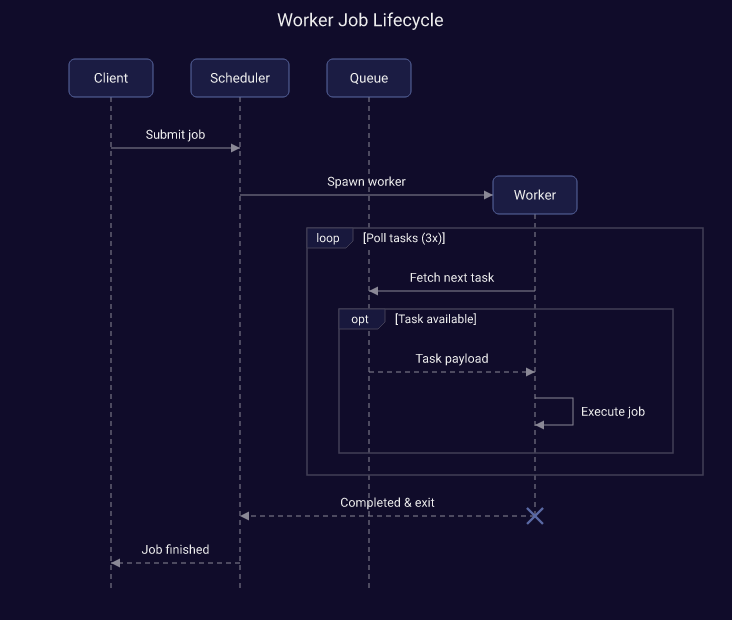 Worker Job Lifecycle
Client
Scheduler
Queue
Submit job
Spawn worker
Worker
loop
[Poll tasks (3x)]
Fetch next task
opt
[Task available]
Task payload
Execute job
Completed & exit
Job finished